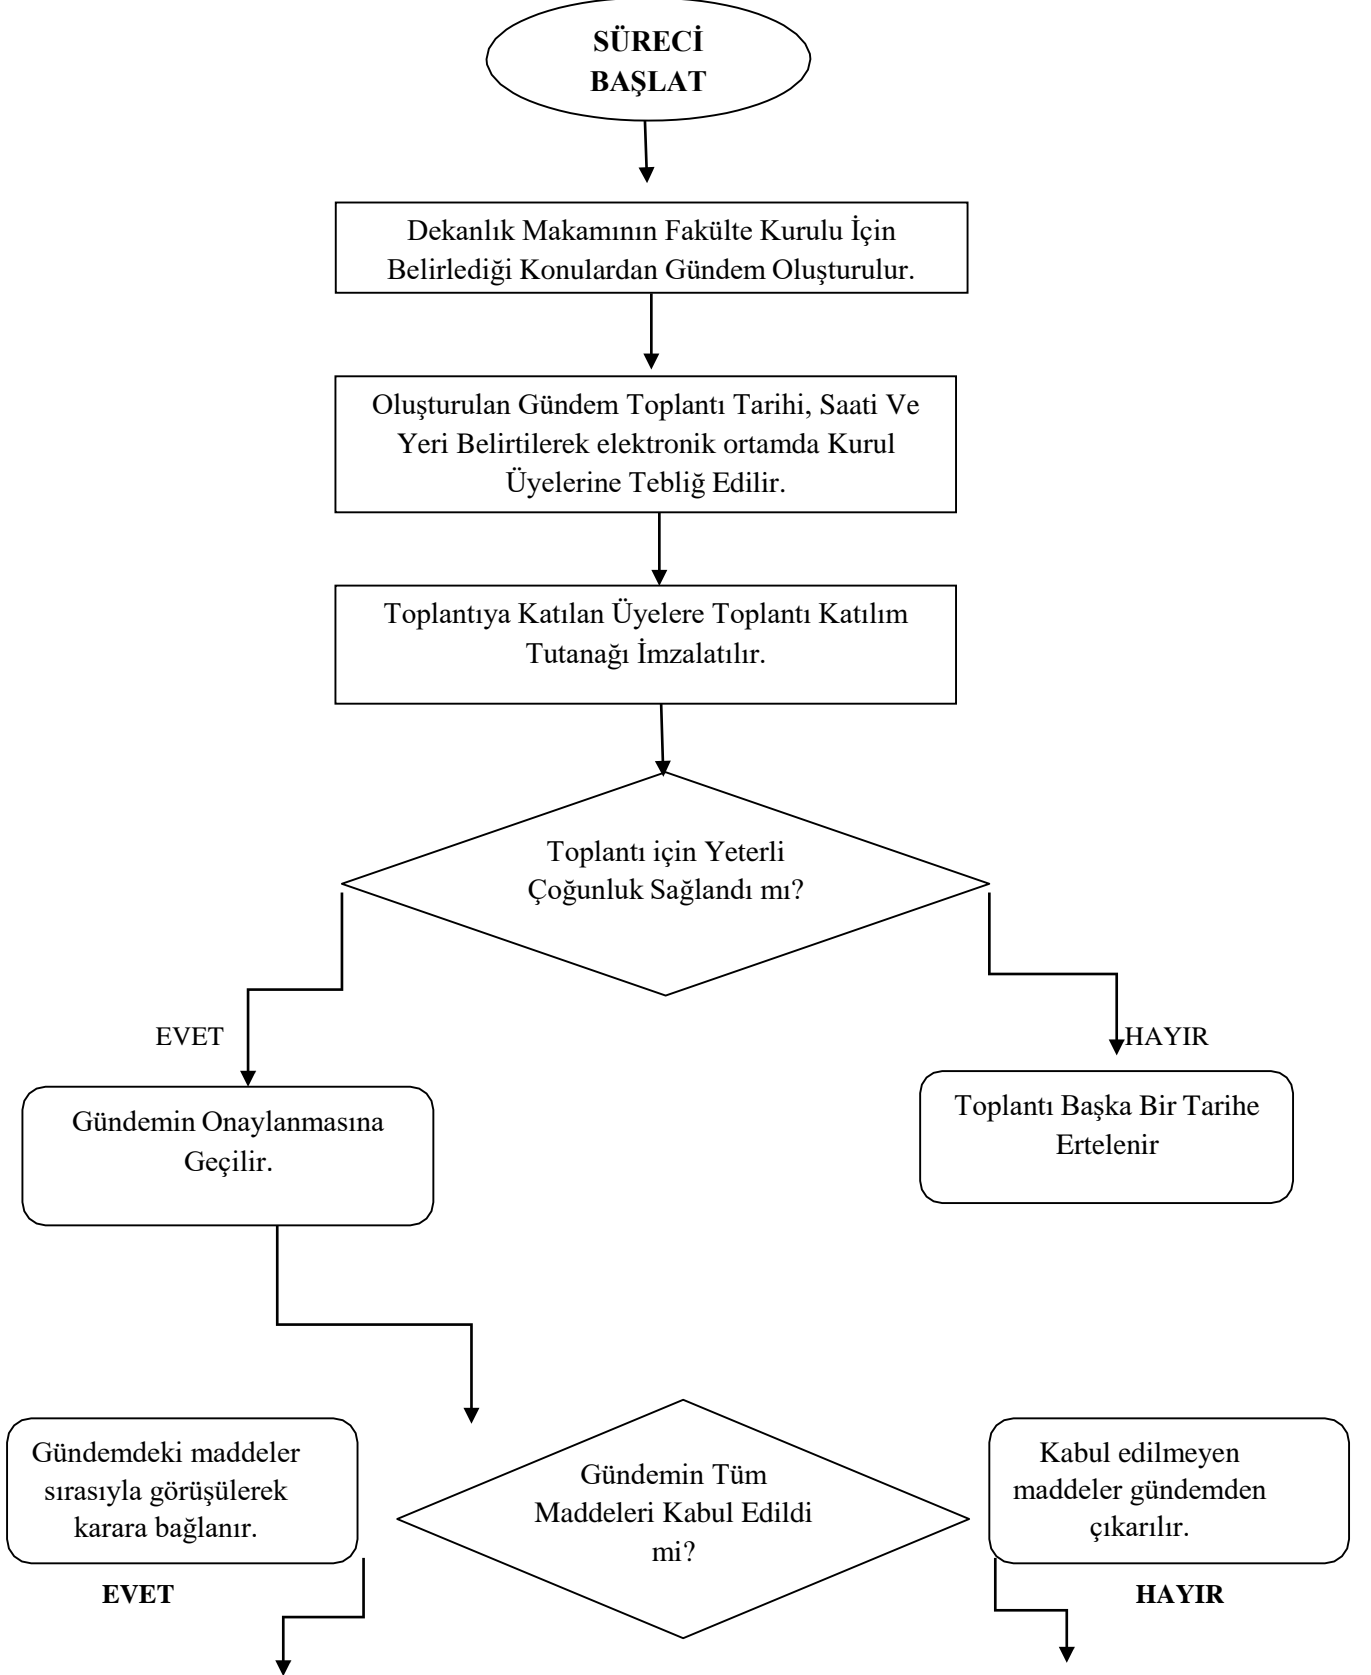 SÜRECİ
BAŞLAT
Dekanlık Makamının Fakülte Kurulu İçin
Belirlediği Konulardan Gündem Oluşturulur.
Oluşturulan Gündem Toplantı Tarihi, Saati Ve
Yeri Belirtilerek elektronik ortamda Kurul
Üyelerine Tebliğ Edilir.
Toplantıya Katılan Üyelere Toplantı Katılım
Tutanağı İmzalatılır.
Toplantı için Yeterli
Çoğunluk Sağlandı mı?
EVET
HAYIR
Gündemin Onaylanmasına
Geçilir.
Toplantı Başka Bir Tarihe
Ertelenir
Gündemdeki maddeler
sırasıyla görüşülerek
karara bağlanır.
Gündemin Tüm
Maddeleri Kabul Edildi
mi?
Kabul edilmeyen
maddeler gündemden
çıkarılır.
EVET
HAYIR